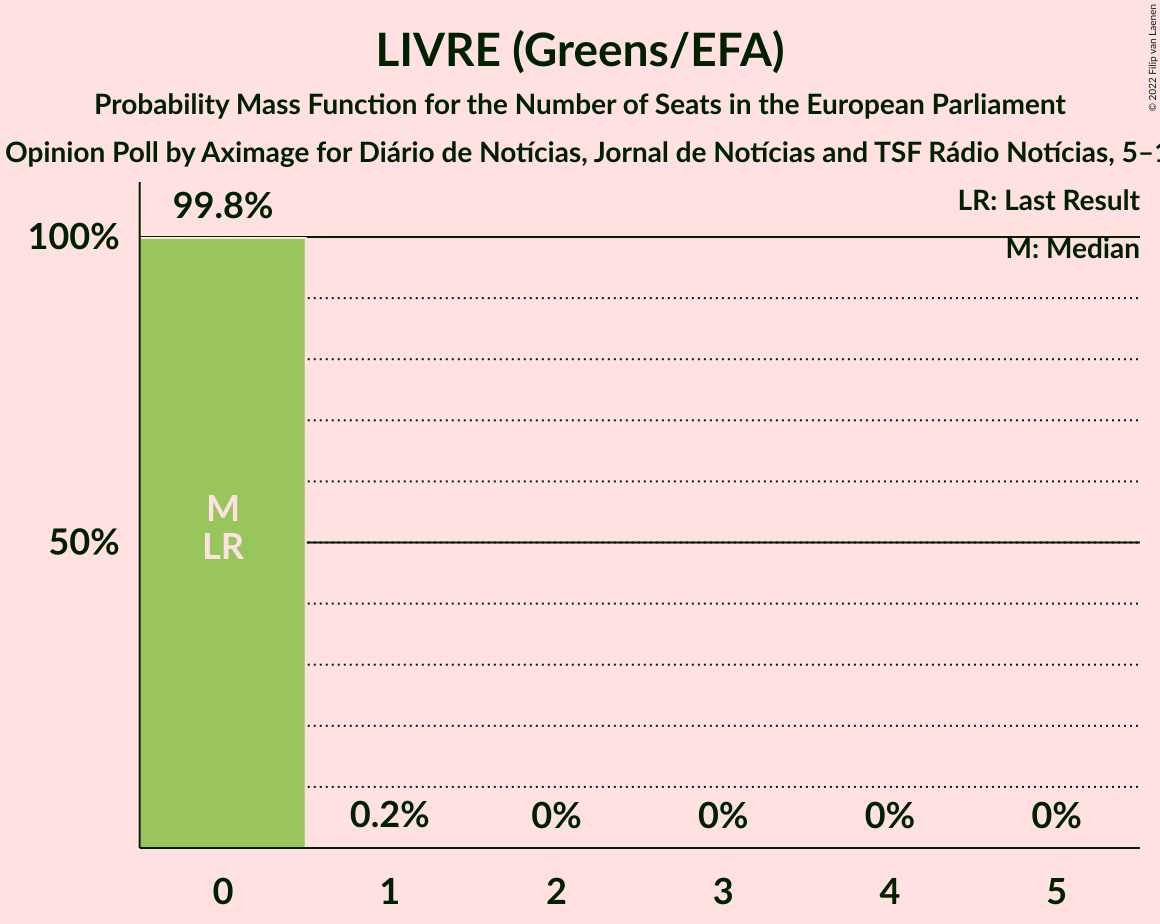 LIVRE (Greens/EFA)
Probability Mass Function for the Number of Seats in the European Parliament
Opinion Poll by Aximage for Diário de Notícias, Jornal de Notícias and TSF Rádio Notícias, 5–1
© 2022 Filip van Laenen
LR: Last Result
M: Median
99.8%
100%
50%
M
LR
0.2%
0%
0%
0%
0%
0
1
2
3
4
5